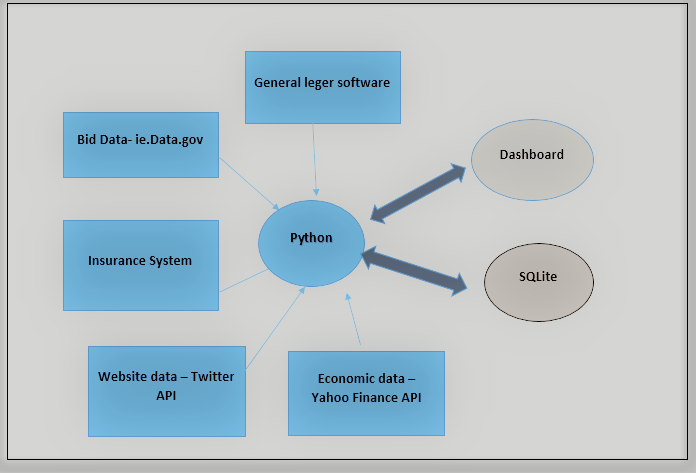 General leger software
Bid Data- ie.Data.gov
Dashboard
Python
Insurance System
SQLite
Website data – Twitter
API
Economic data –
Yahoo Finance API